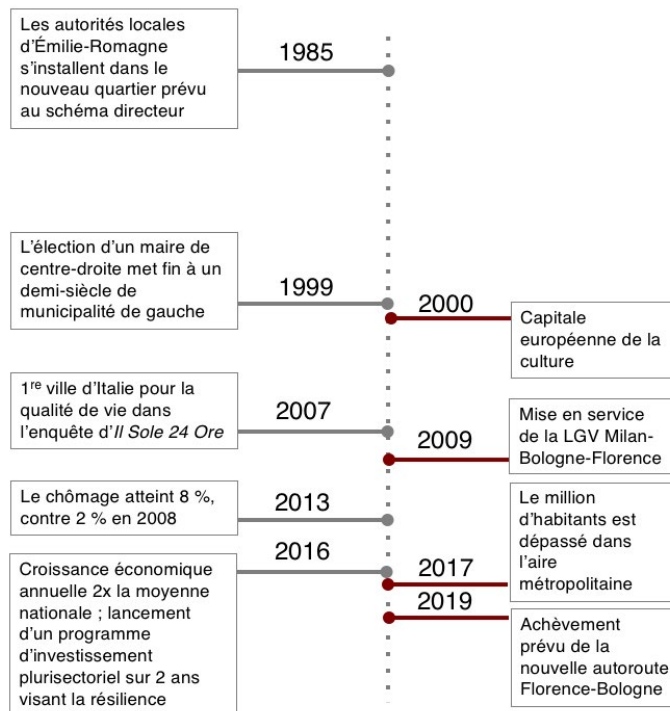 Les autorités locales
d’Émilie-Romagne
s’installent dans le
nouveau quartier prévu
au schéma directeur
1985
L’élection d’un maire de
centre-droite met fin à un
demi-siècle de
municipalité de gauche
1999
2000
Capitale
européenne de la
culture
1re ville d’Italie pour la
qualité de vie dans
l’enquête d’Il Sole 24 Ore
2007
2009
Mise en service
de la LGV Milan-
Bologne-Florence
Le chômage atteint 8 %,
contre 2 % en 2008
2013
2016
Croissance économique
annuelle 2x la moyenne
nationale ; lancement
d’un programme
d’investissement
plurisectoriel sur 2 ans
visant la résilience
2017
Le million
d’habitants est
dépassé dans
l’aire
métropolitaine
2019
Achèvement
prévu de la
nouvelle autoroute
Florence-Bologne